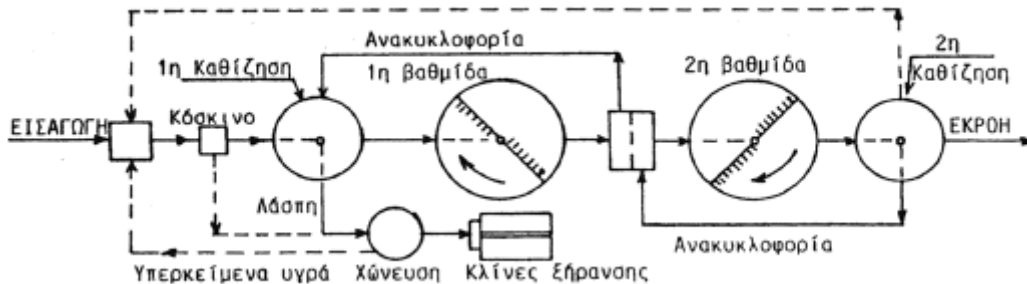 Ανακυκλοφορία
2η
1η Καθίζηση
1η βαθμίδα
2η βαθμίδα
Καθίζηση
ΕΙΣΑΓΩΓΗ
Κόσκινο
ΕΚΡΟΗ
Λάσπη
Ανακυκλοφορία
Υπερκείμενα υγρά
Χώνευση
Κλίνες ξήρανσης